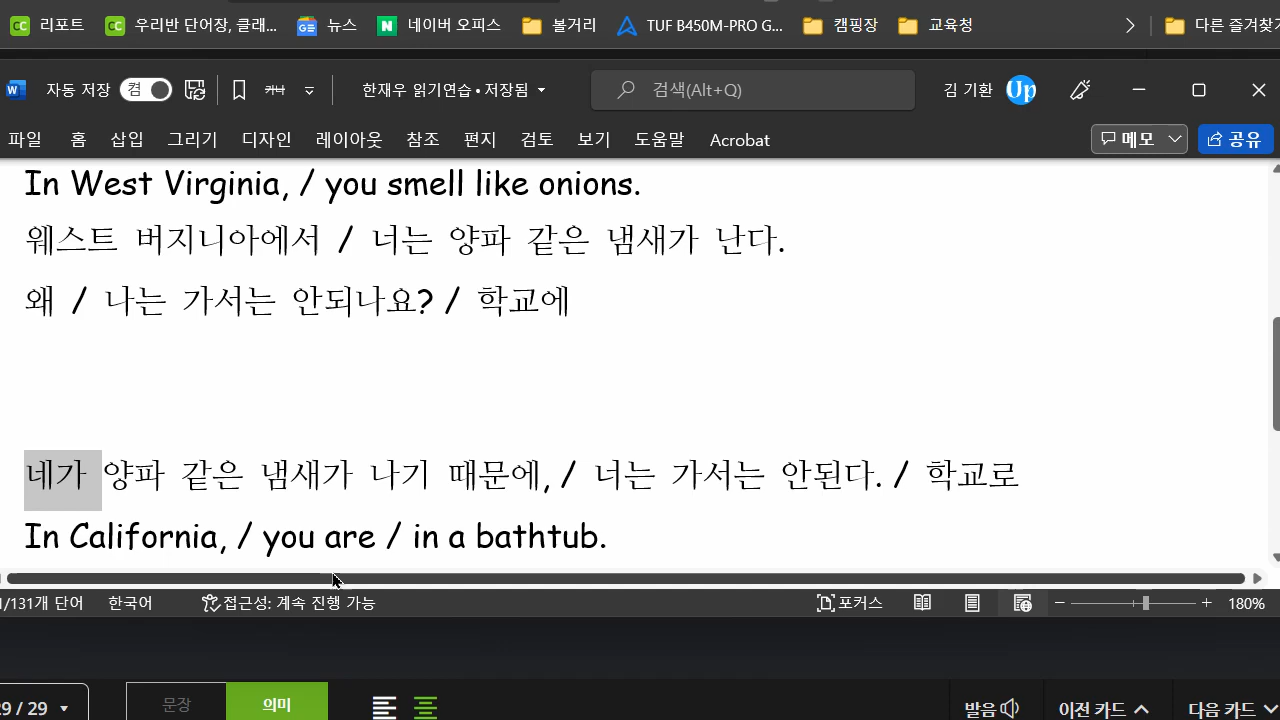 리포트 우리반 단어장, 클래... 뉴스 네이버 오피스 볼거리 TUF B450M-PRO G... 캠핑장 교육청 다른 즐겨찾기
자동 저장 켬 한재우 읽기연습 • 저장됨 검색(Alt+Q) 김 기환
파일 홈 삽입 그리기 디자인 레이아웃 참조 편지 검토 보기 도움말 Acrobat 메모 공유
In West Virginia, / you smell like onions.
웨스트 버지니아에서 / 너는 양파 같은 냄새가 난다.
왜 / 나는 가서는 안되나요? / 학교에
네가 양파 같은 냄새가 나기 때문에, / 너는 가서는 안된다. / 학교로
In California, / you are / in a bathtub.
/131개 단어 한국어 접근성: 계속 진행 가능 포커스 180%
29 / 29 문장 의미 발음 이전 카드 다음 카드